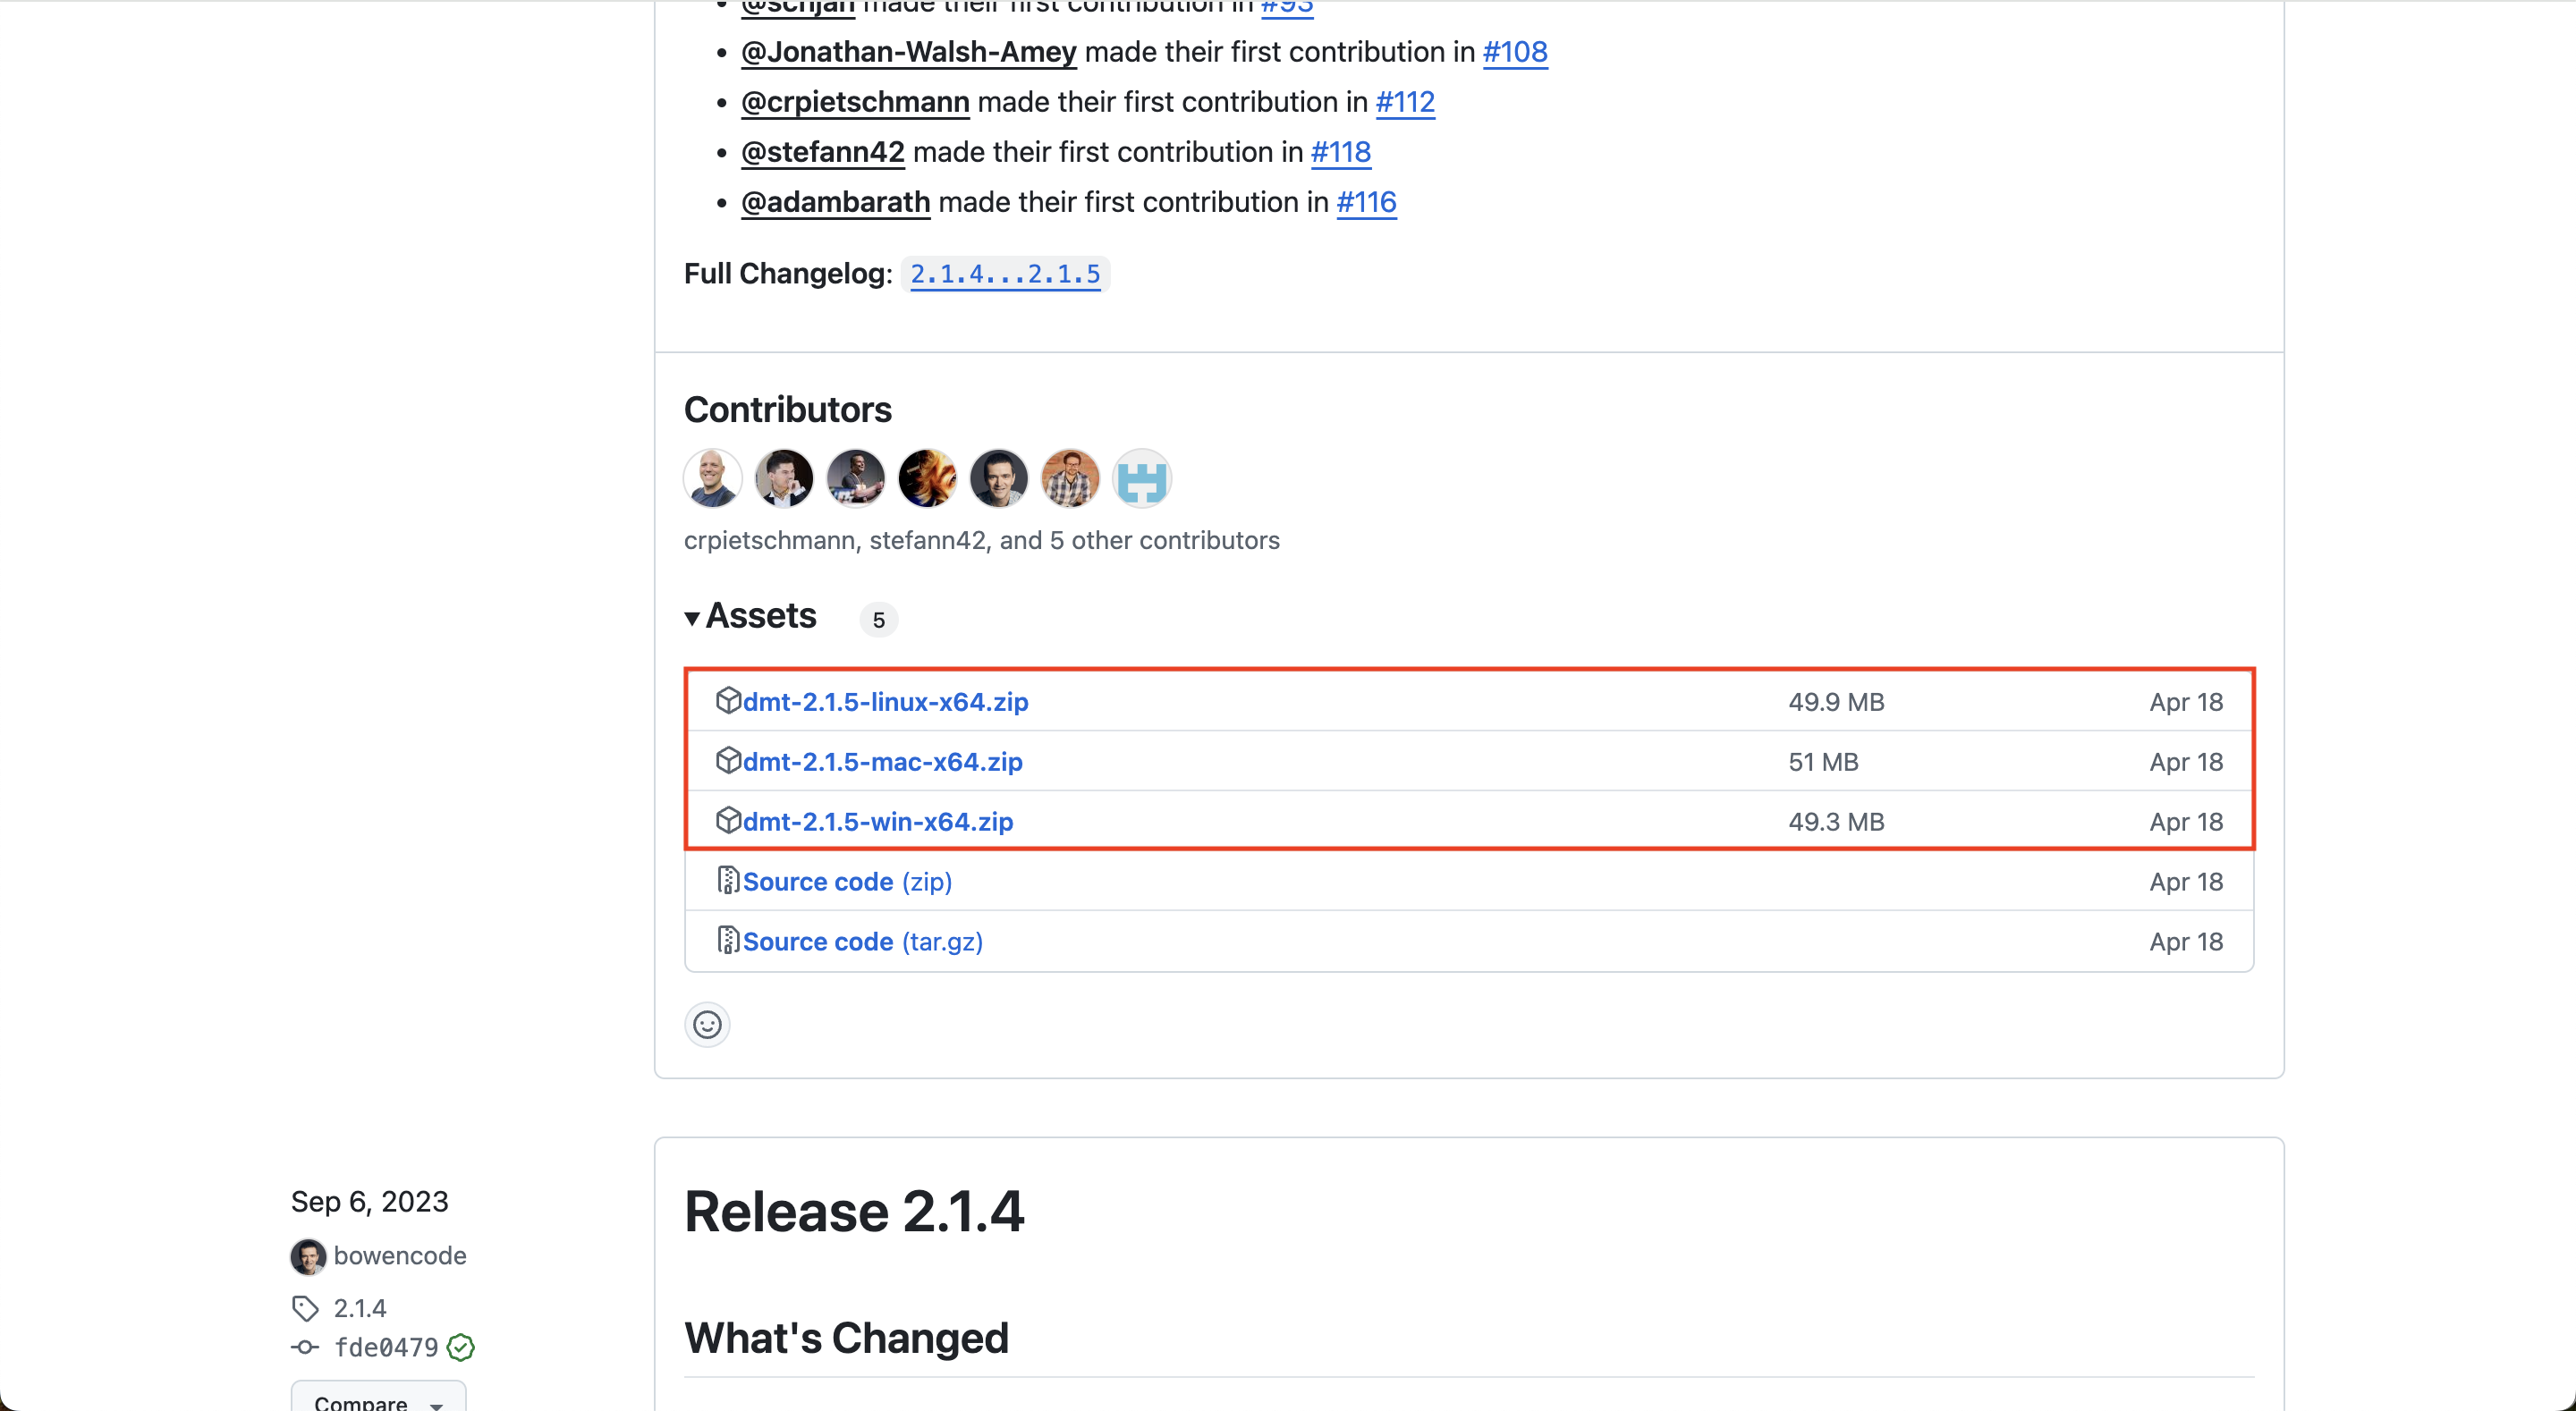 @schjan made their first contribution in #93
@Jonathan-Walsh-Amey made their first contribution in #108
@crpietschmann made their first contribution in #112
@stefann42 made their first contribution in #118
@adambarath made their first contribution in #116
Full Changelog: 2.1.4...2.1.5
Contributors
crpietschmann, stefann42, and 5 other contributors
Assets 5
dmt-2.1.5-linux-x64.zip 49.9 MB Apr 18
dmt-2.1.5-mac-x64.zip 51 MB Apr 18
dmt-2.1.5-win-x64.zip 49.3 MB Apr 18
Source code (zip) Apr 18
Source code (tar.gz) Apr 18
Sep 6, 2023
bowencode
2.1.4
fde0479
Compare
Release 2.1.4
What's Changed